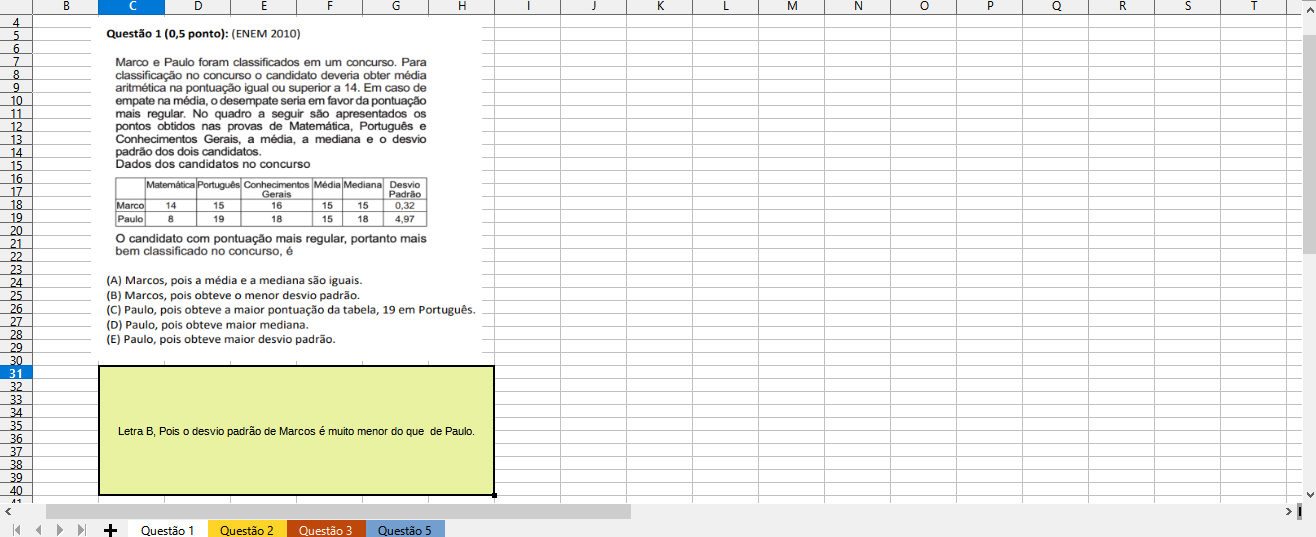 B C D E F G H I J K L M N O P Q R S T
4
5
6
7
8
9
10
11
12
13
14
15
16
17
18
19
20
21
22
23
24
25
26
27
28
29
30
31
32
33
34
35
36
37
38
39
40
41
Questão 1 (0,5 ponto): (ENEM 2010)
Marco e Paulo foram classificados em um concurso. Para
classificação no concurso o candidato deveria obter média
aritmética na pontuação igual ou superior a 14. Em caso de
empate na média, o desempate seria em favor da pontuação
mais regular. No quadro a seguir são apresentados os
pontos obtidos nas provas de Matemática, Português e
Conhecimentos Gerais, a média, a mediana e o desvio
padrão dos dois candidatos.
Dados dos candidatos no concurso
Matemática Português Conhecimentos Média Mediana Desvio
Gerais Padrão
Marco 14 15 16 15 15 0,32
Paulo 8 19 18 15 18 4,97
O candidato com pontuação mais regular, portanto mais
bem classificado no concurso, é
(A) Marcos, pois a média e a mediana são iguais.
(B) Marcos, pois obteve o menor desvio padrão.
(C) Paulo, pois obteve a maior pontuação da tabela, 19 em Português.
(D) Paulo, pois obteve maior mediana.
(E) Paulo, pois obteve maior desvio padrão.
Letra B, Pois o desvio padrão de Marcos é muito menor do que  de Paulo.
Questão 1 Questão 2 Questão 3 Questão 5